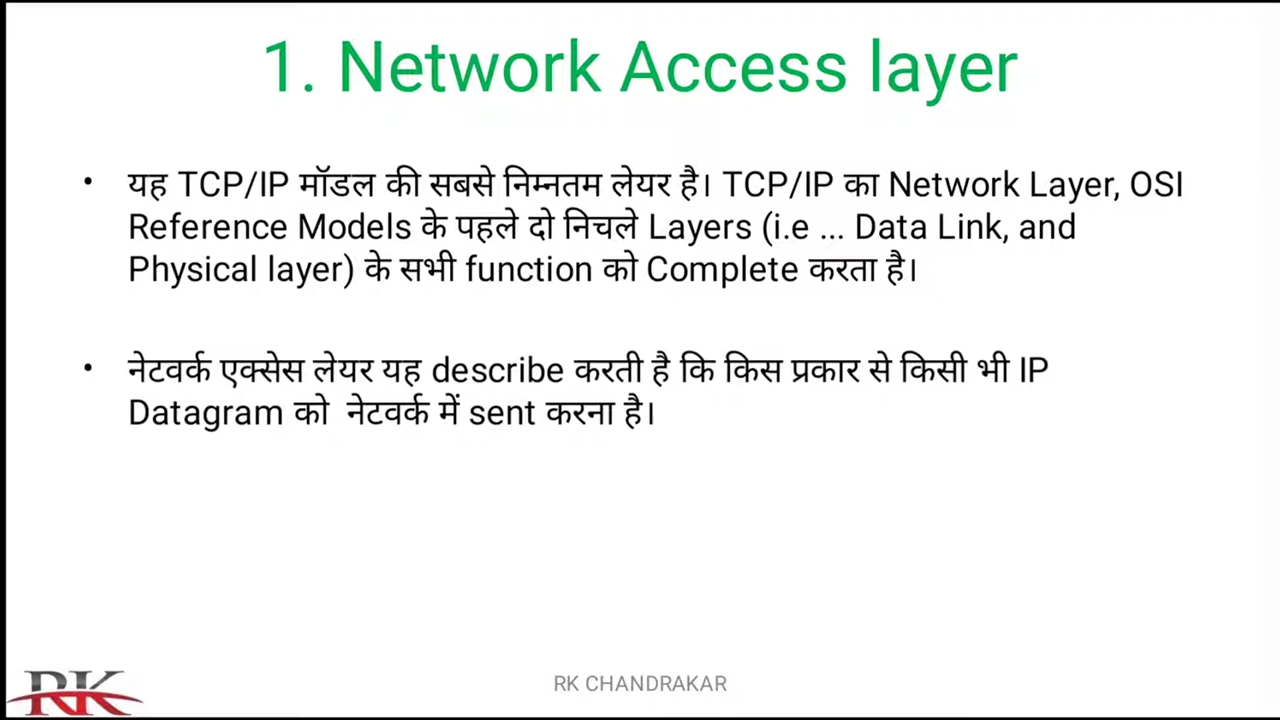 1. Network Access layer
• यह TCP/IP मॉडल की सबसे निम्नतम लेयर है। TCP/IP का Network Layer, OSI
Reference Models के पहले दो निचले Layers (i.e ... Data Link, and
Physical layer) के सभी function को Complete करता है।
• नेटवर्क एक्सेस लेयर यह describe करती है कि किस प्रकार से किसी भी IP
Datagram को नेटवर्क में sent करना है।
RK
RK CHANDRAKAR